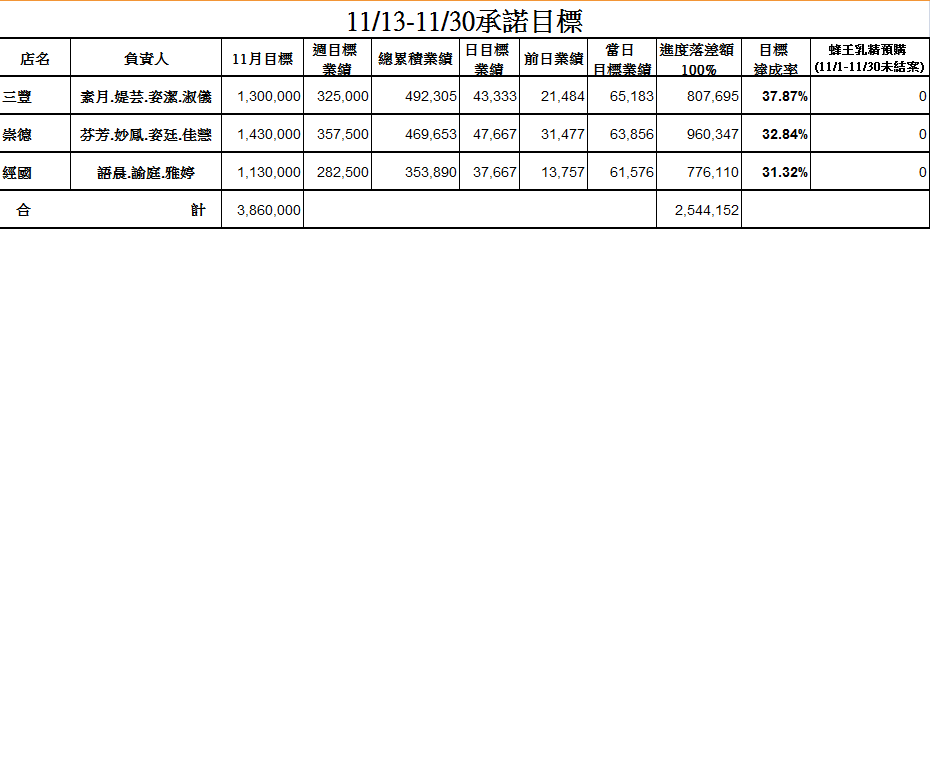 11/13-11/30承諾目標
店名 負責人 11月目標 週目標業績 總累積業績 日目標業績 前日業績 當日目標業績 進度落差額100% 目標達成率 蜂王乳精預購(11/1-11/30未結案)
三豐 素月.媞芸.姿潔.淑儀 1,300,000 325,000 492,305 43,333 21,484 65,183 807,695 37.87% 0
崇德 芬芳.妙鳳.姿廷.佳慧 1,430,000 357,500 469,653 47,667 31,477 63,856 960,347 32.84% 0
經國 語晨.諭庭.雅婷 1,130,000 282,500 353,890 37,667 13,757 61,576 776,110 31.32% 0
合 計 3,860,000 2,544,152